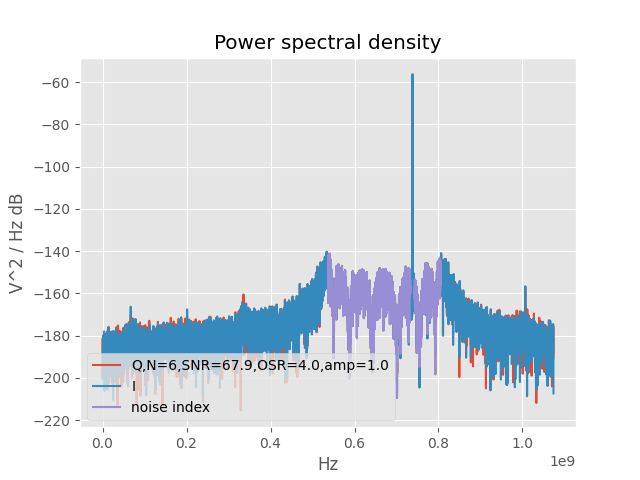 Power spectral density
V^2 / Hz dB
−60
−80
−100
−120
−140
−160
−180
−200
−220
Q,N=6,SNR=67.9,OSR=4.0,amp=1.0
I
noise index
0.0 0.2 0.4 0.6 0.8 1.0
1e9
Hz